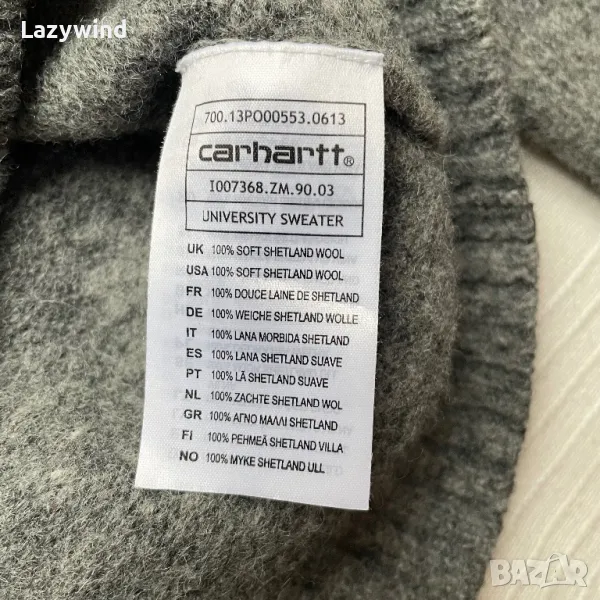 Lazywind
700.13PO00553.0613
carhartt®
I007368.ZM.90.03
UNIVERSITY SWEATER
UK 100% SOFT SHETLAND WOOL
USA 100% SOFT SHETLAND WOOL
FR 100% DOUCE LAINE DE SHETLAND
DE 100% WEICHE SHETLAND WOLLE
IT 100% LANA MORBIDA SHETLAND
ES 100% LANA SHETLAND SUAVE
PT 100% LÃ SHETLAND SUAVE
NL 100% ZACHTE SHETLAND WOL
GR 100% ΑΓΝΟ ΜΑΛΛΙ SHETLAND
FI 100% PEHMEÄ SHETLAND VILLA
NO 100% MYKE SHETLAND ULL
BAZAR